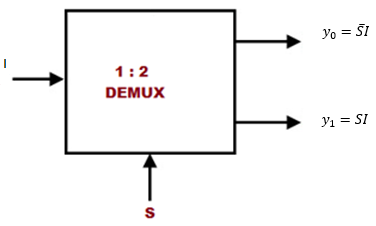 y₀ = S̄I
I
1 : 2
DEMUX
y₁ = SI
S